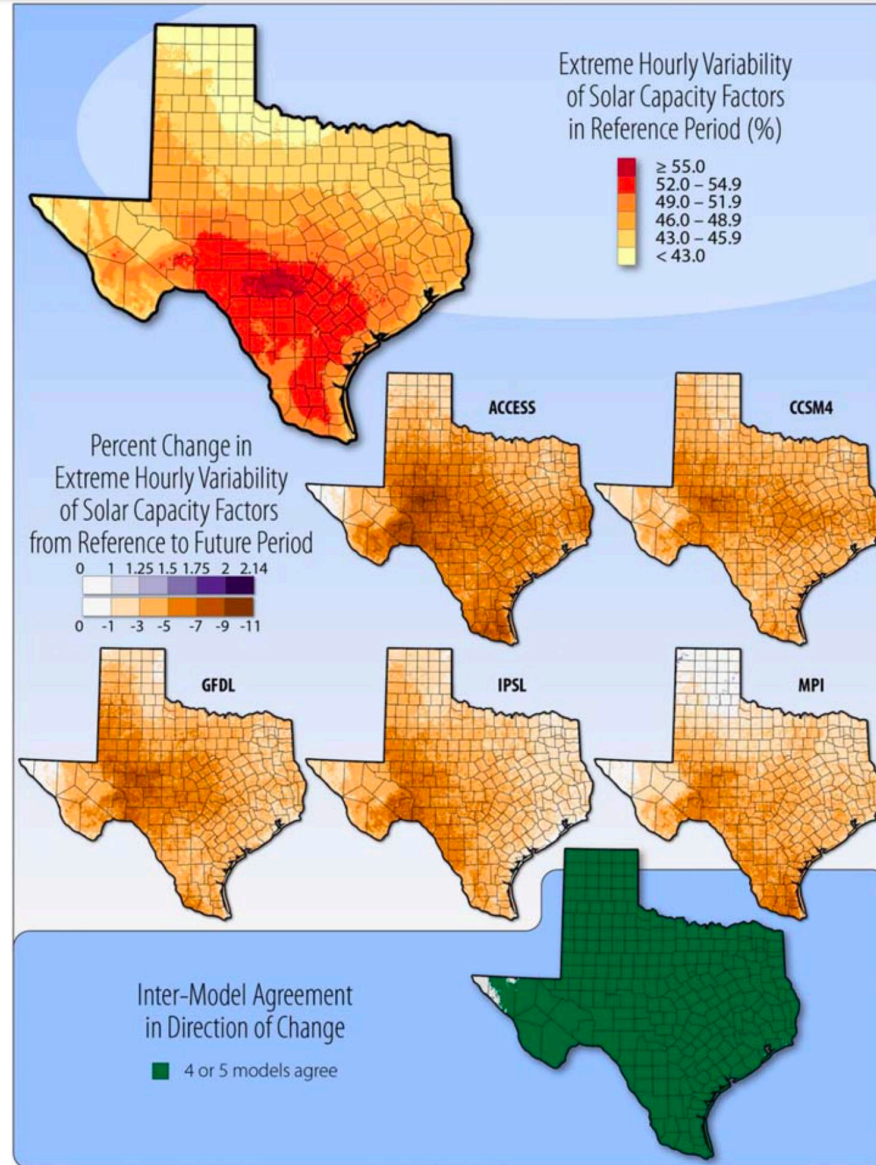 Extreme Hourly Variability
of Solar Capacity Factors
in Reference Period (%)
≥ 55.0
52.0 – 54.9
49.0 – 51.9
46.0 – 48.9
43.0 – 45.9
< 43.0
ACCESS
CCSM4
Percent Change in
Extreme Hourly Variability
of Solar Capacity Factors
from Reference to Future Period
0 1 1.25 1.5 1.75 2 2.14
0 -1 -3 -5 -7 -9 -11
GFDL
IPSL
MPI
Inter-Model Agreement
in Direction of Change
4 or 5 models agree